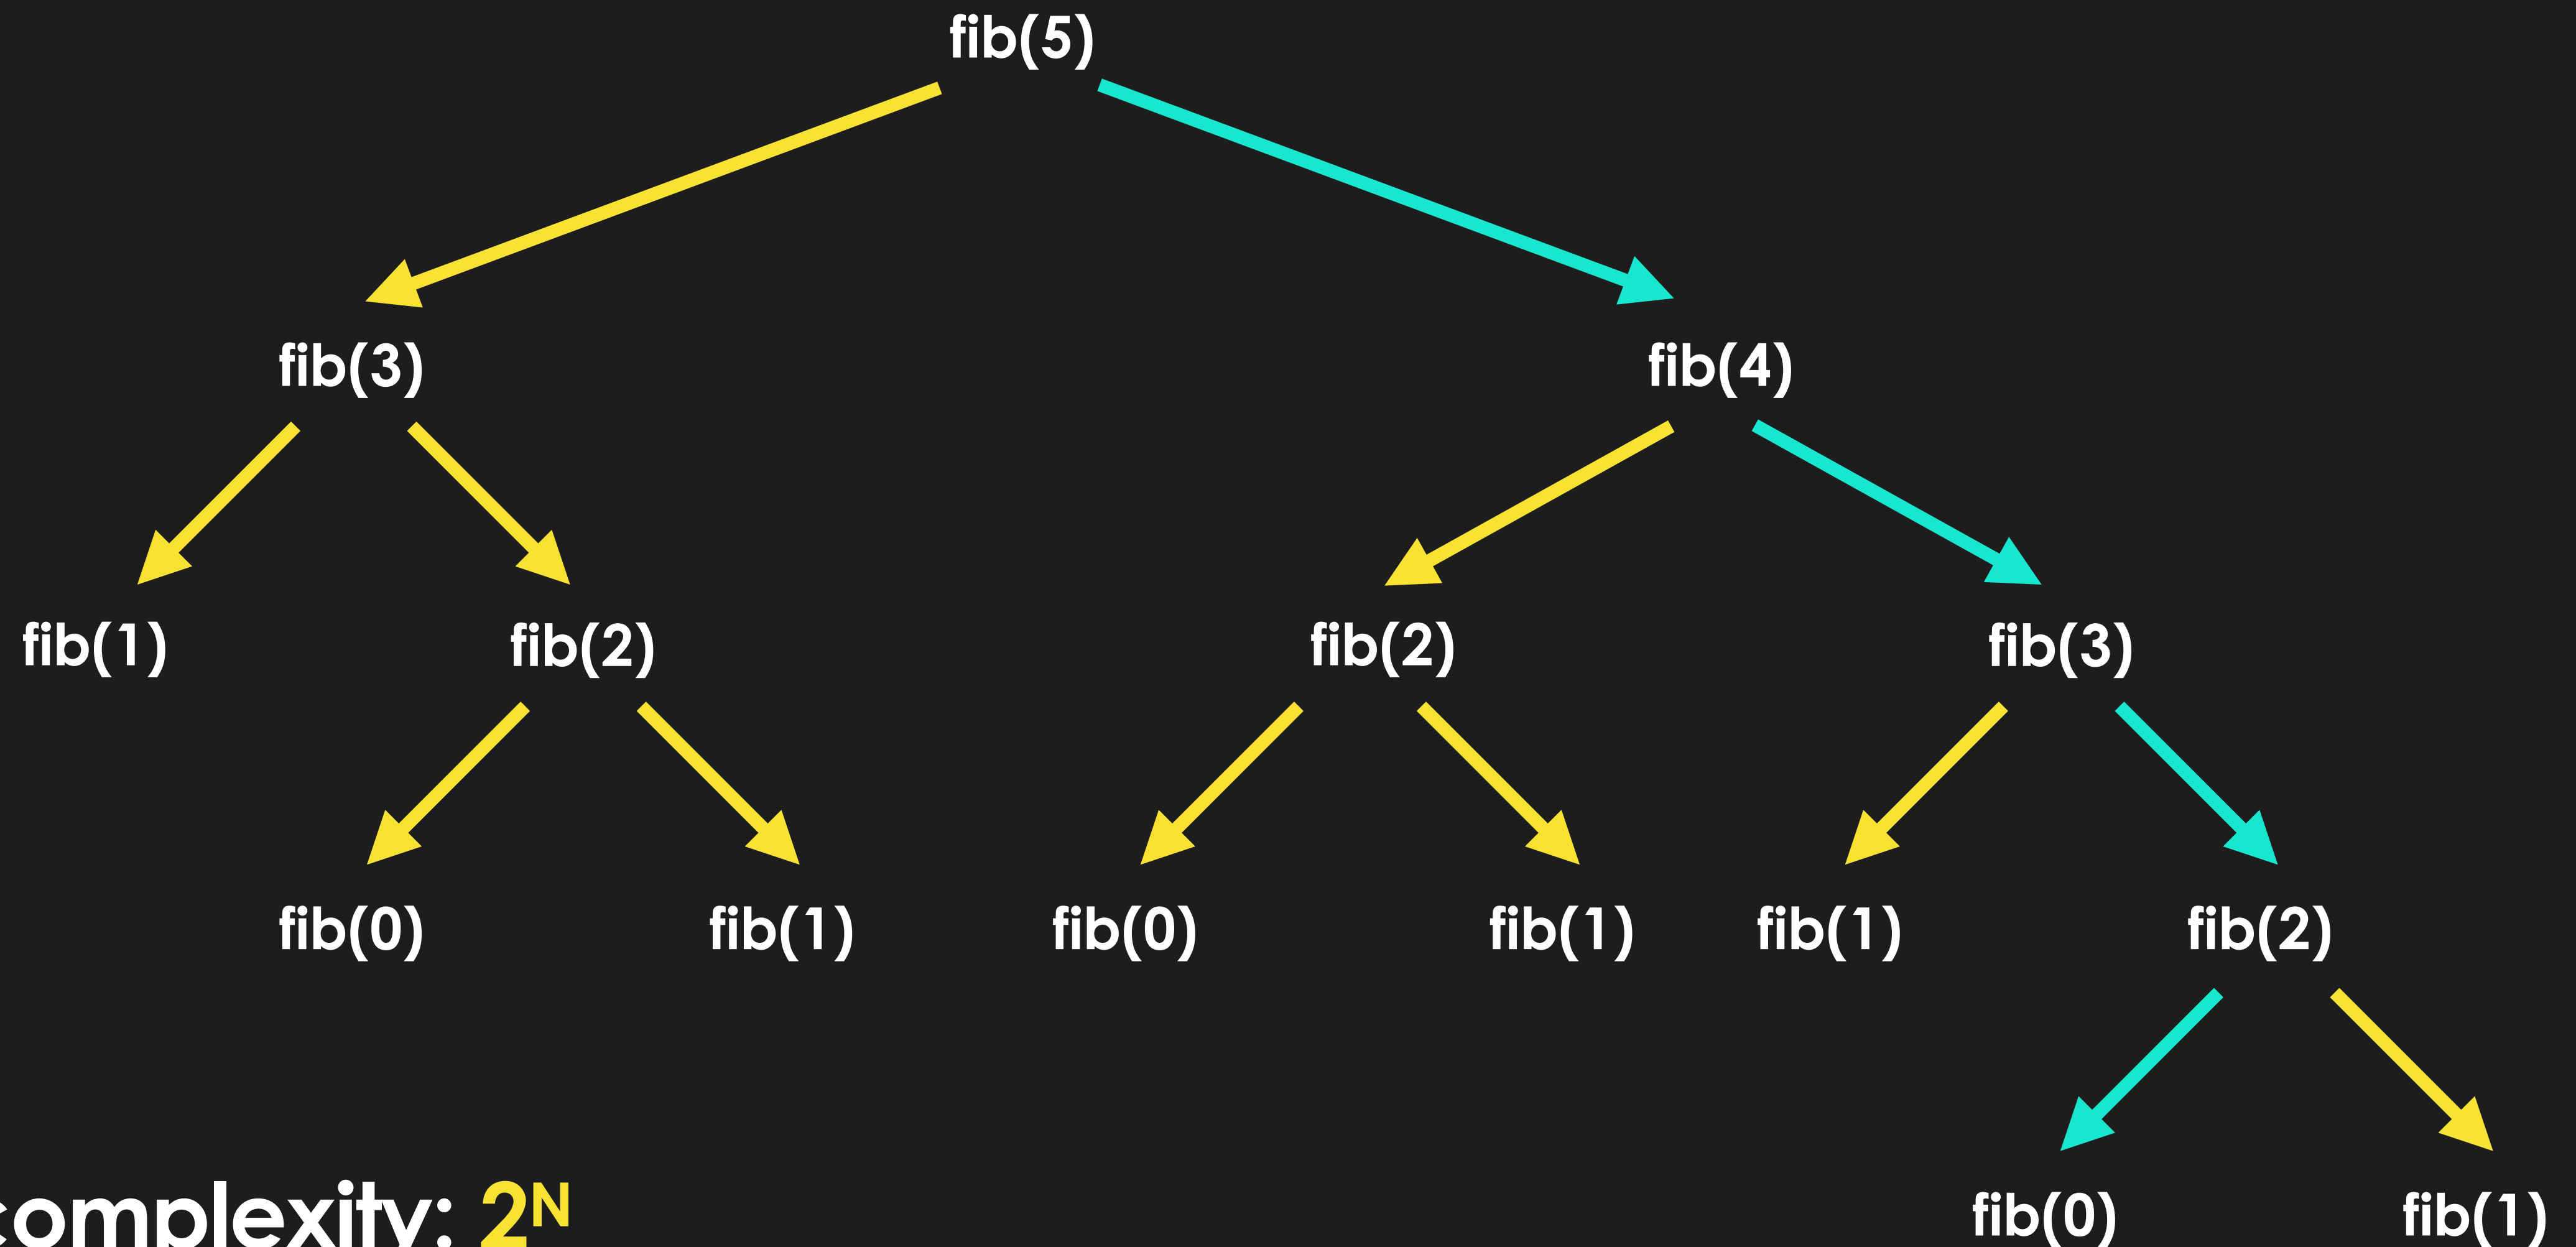 fib(5)
fib(3) fib(4)
fib(1) fib(2) fib(2) fib(3)
fib(0) fib(1) fib(0) fib(1) fib(1) fib(2)
complexity: 2ᴺ
fib(0) fib(1)